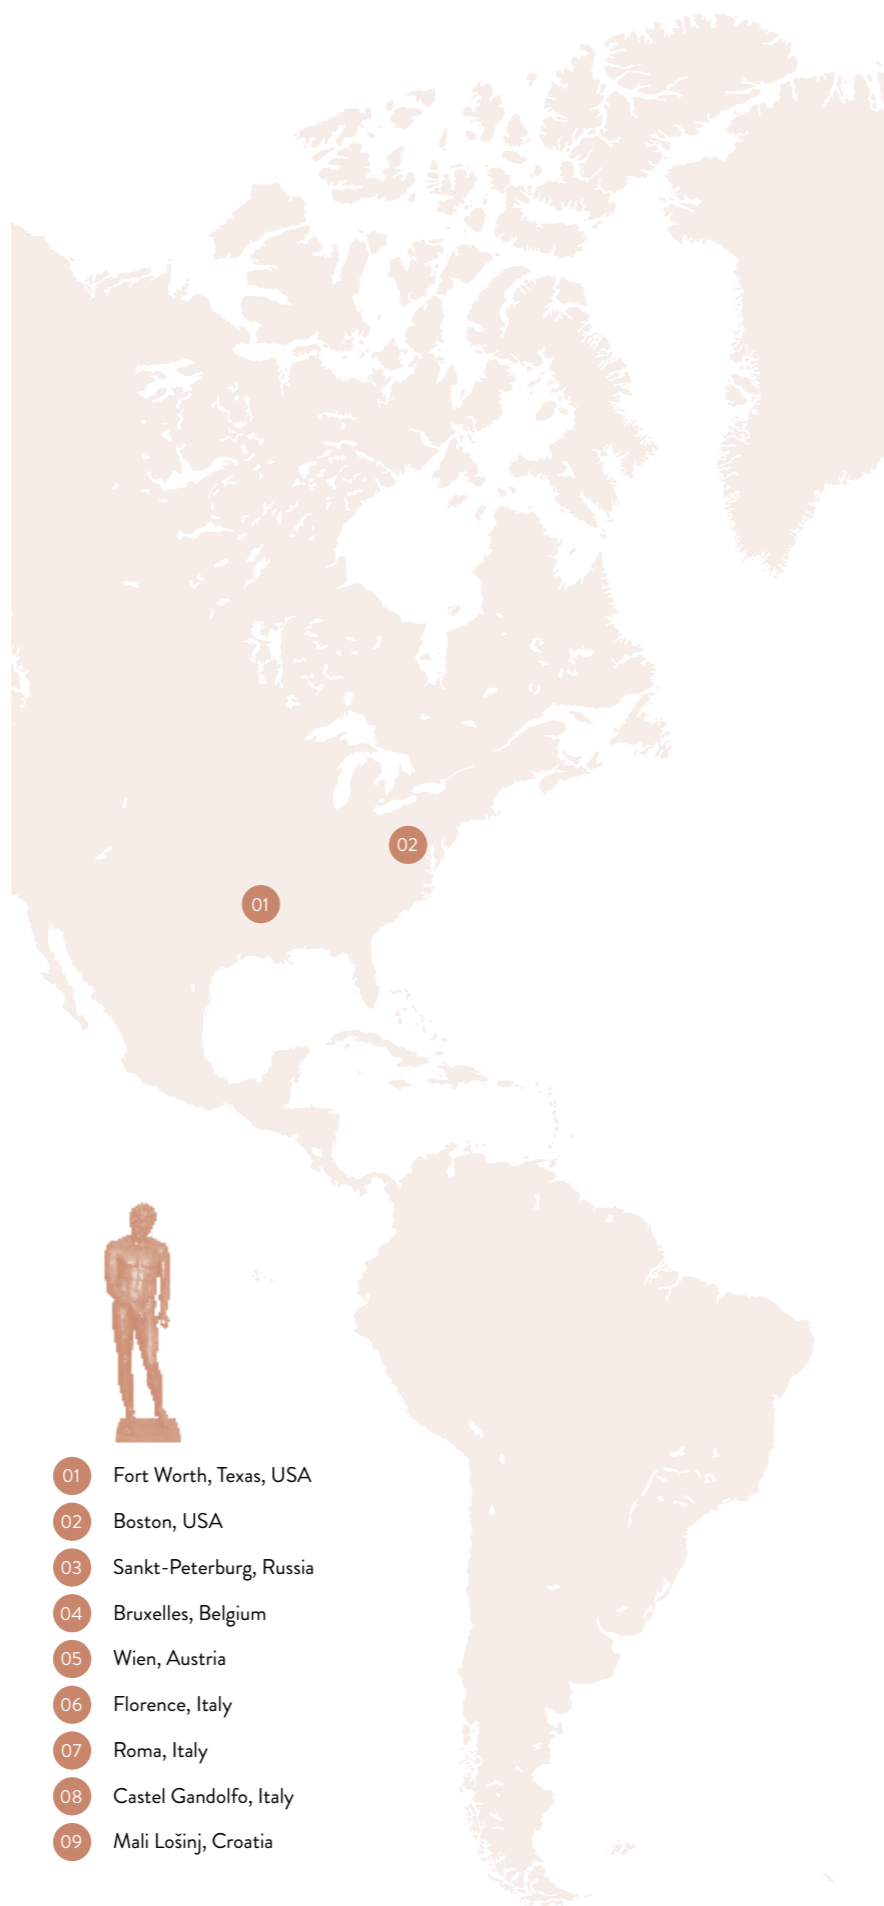 02
01
01 Fort Worth, Texas, USA
02 Boston, USA
03 Sankt-Peterburg, Russia
04 Bruxelles, Belgium
05 Wien, Austria
06 Florence, Italy
07 Roma, Italy
08 Castel Gandolfo, Italy
09 Mali Lošinj, Croatia